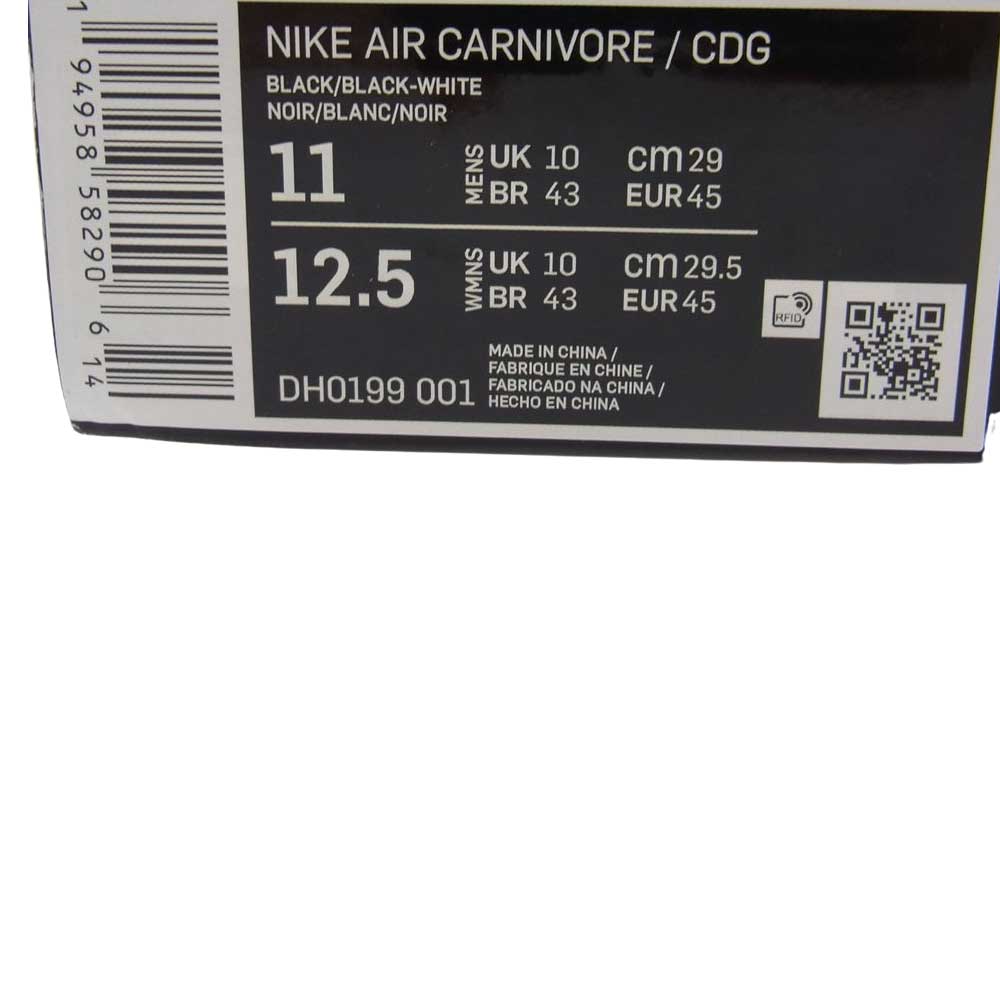 NIKE AIR CARNIVORE / CDG
BLACK/BLACK-WHITE
NOIR/BLANC/NOIR
11 MENS UK 10 cm 29
BR 43 EUR 45
12.5 WMNS UK 10 cm 29.5
BR 43 EUR 45
RFID
DH0199 001
MADE IN CHINA /
FABRIQUE EN CHINE /
FABRICADO NA CHINA /
HECHO EN CHINA
1 94958 58290 6 14